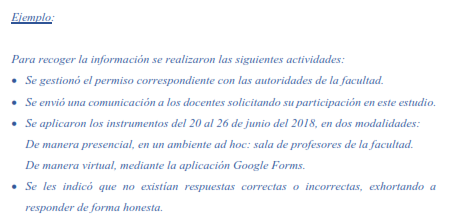 Ejemplo:
Para recoger la información se realizaron las siguientes actividades:
• Se gestionó el permiso correspondiente con las autoridades de la facultad.
• Se envió una comunicación a los docentes solicitando su participación en este estudio.
• Se aplicaron los instrumentos del 20 al 26 de junio del 2018, en dos modalidades:
De manera presencial, en un ambiente ad hoc: sala de profesores de la facultad.
De manera virtual, mediante la aplicación Google Forms.
• Se les indicó que no existían respuestas correctas o incorrectas, exhortando a
responder de forma honesta.